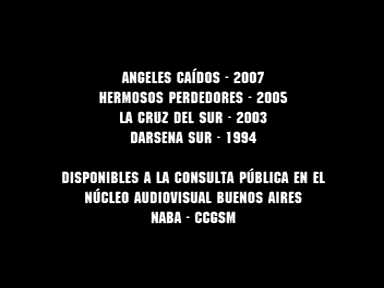 ANGELES CAÍDOS - 2007
HERMOSOS PERDEDORES - 2005
LA CRUZ DEL SUR - 2003
DARSENA SUR - 1994
DISPONIBLES A LA CONSULTA PÚBLICA EN EL
NÚCLEO AUDIOVISUAL BUENOS AIRES
NABA - CCGSM